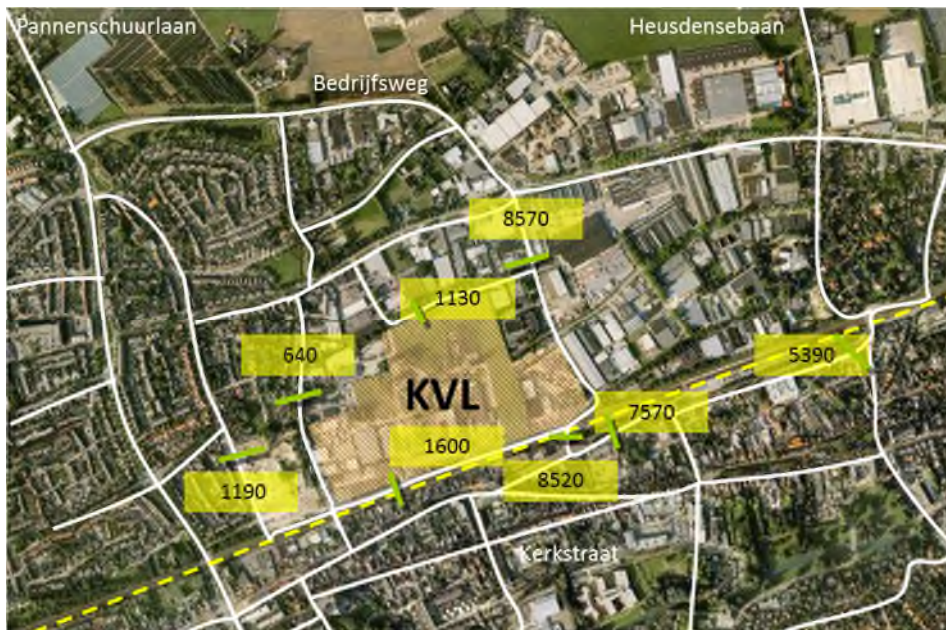 Pannenschuurlaan
Heusdensebaan
Bedrijfsweg
8570
1130
640
5390
KVL
7570
1600
8520
1190
Kerkstraat